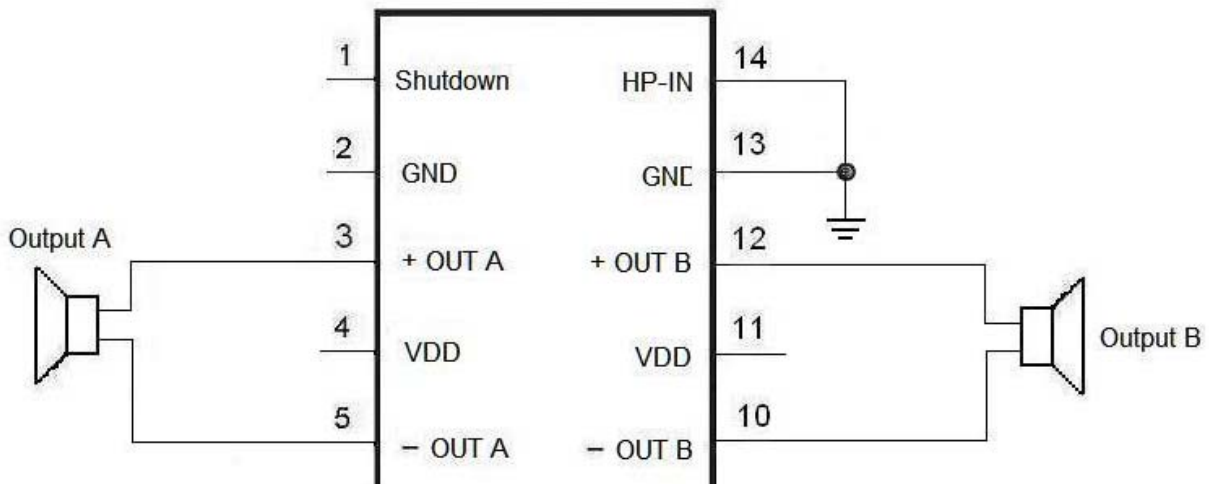 1
Shutdown
HP-IN
14
2
GND
GND
13
Output A
3
+ OUT A
+ OUT B
12
4
VDD
VDD
11
Output B
5
− OUT A
− OUT B
10